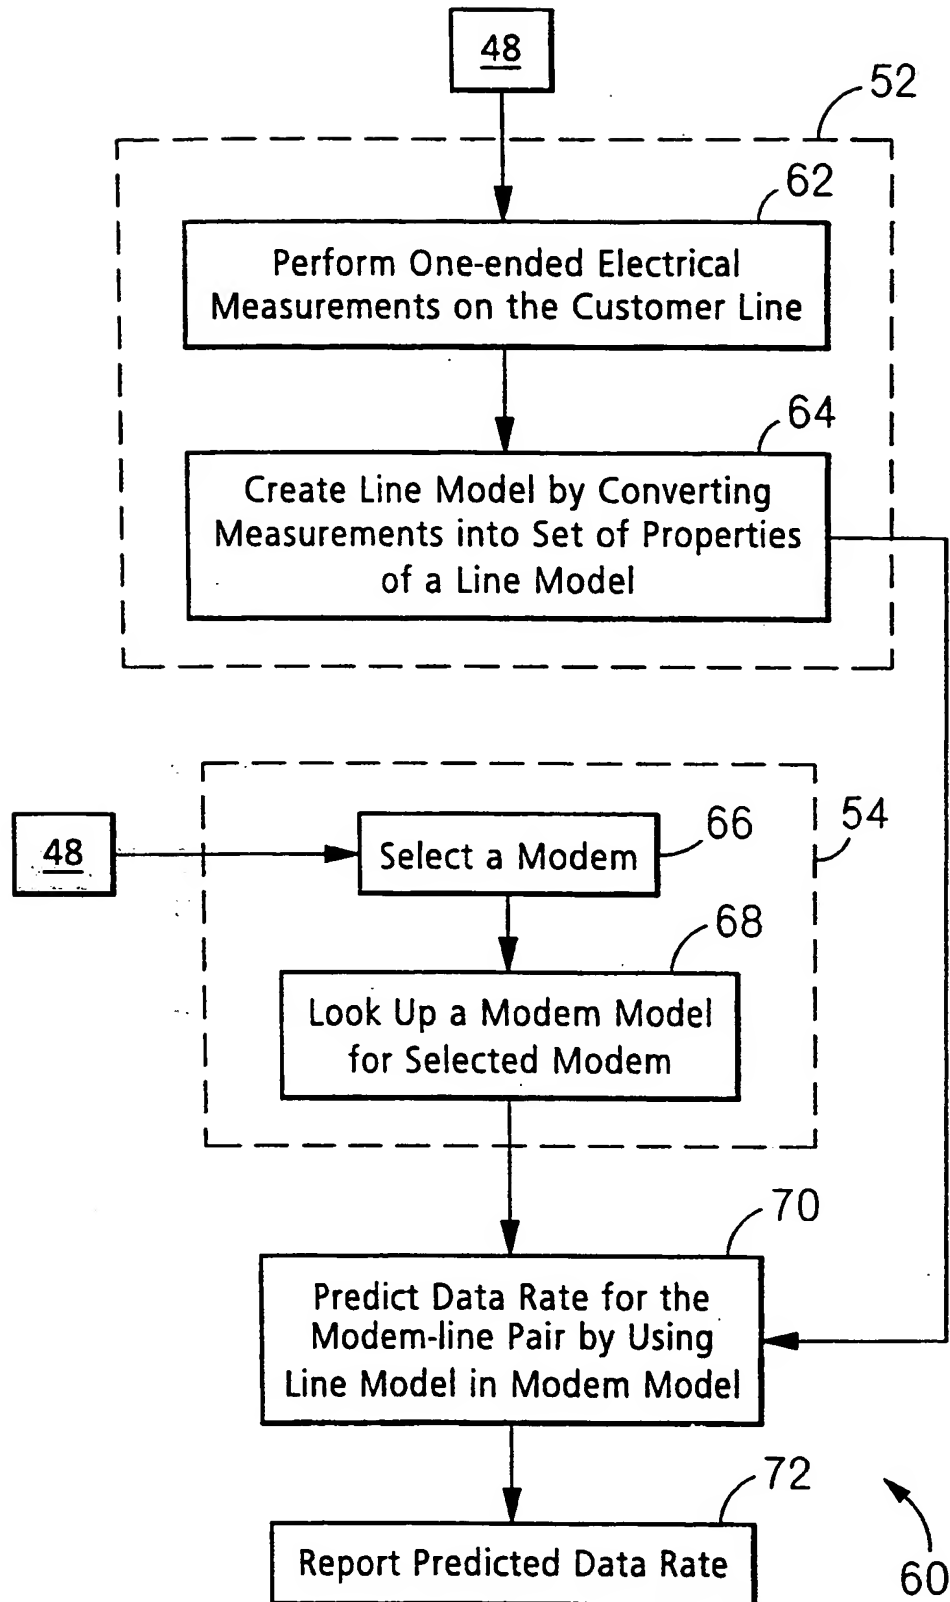 48
52
62
Perform One-ended Electrical
Measurements on the Customer Line
64
Create Line Model by Converting
Measurements into Set of Properties
of a Line Model
48
54
66
Select a Modem
68
Look Up a Modem Model
for Selected Modem
70
Predict Data Rate for the
Modem-line Pair by Using
Line Model in Modem Model
72
Report Predicted Data Rate
60